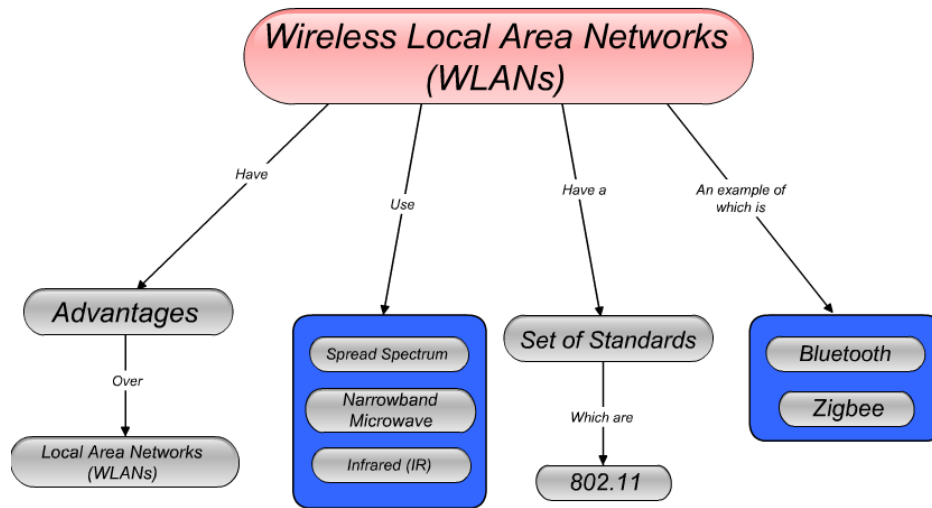 Wireless Local Area Networks
(WLANs)
Have
Use
Have a
An example of
which is
Advantages
Over
Local Area Networks
(WLANs)
Spread Spectrum
Narrowband
Microwave
Infrared (IR)
Set of Standards
Which are
802.11
Bluetooth
Zigbee